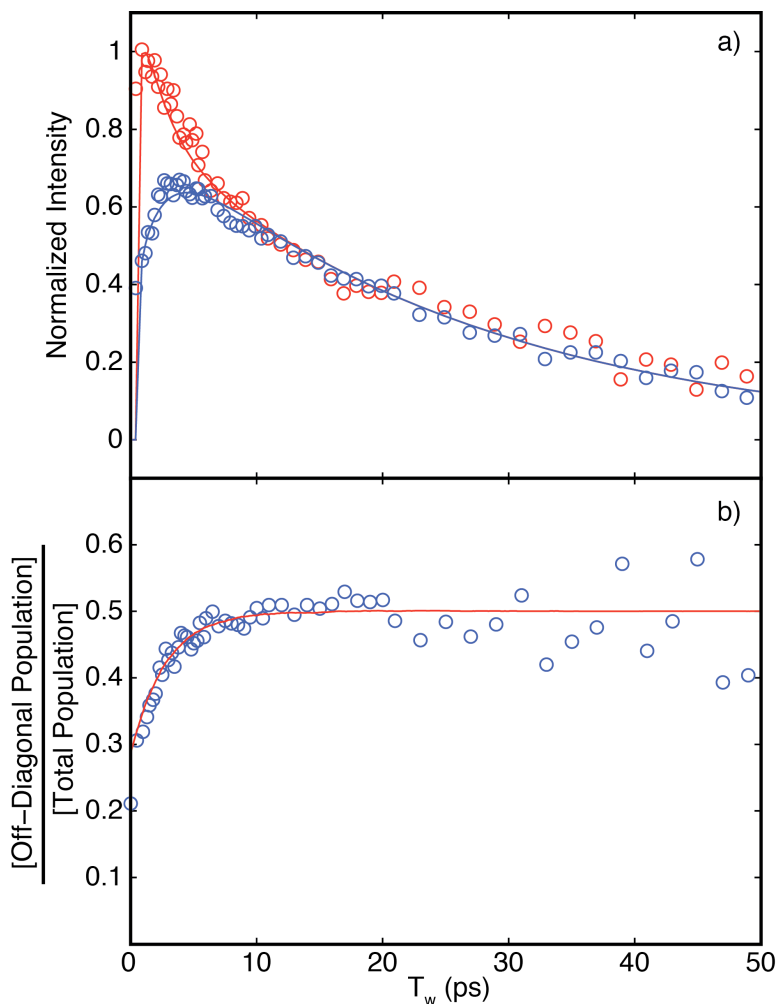 a)
Normalized Intensity
1
0.8
0.6
0.4
0.2
0
b)
[Off−Diagonal Population]
[Total Population]
0.6
0.5
0.4
0.3
0.2
0.1
0 10 20 30 40 50
Tw (ps)